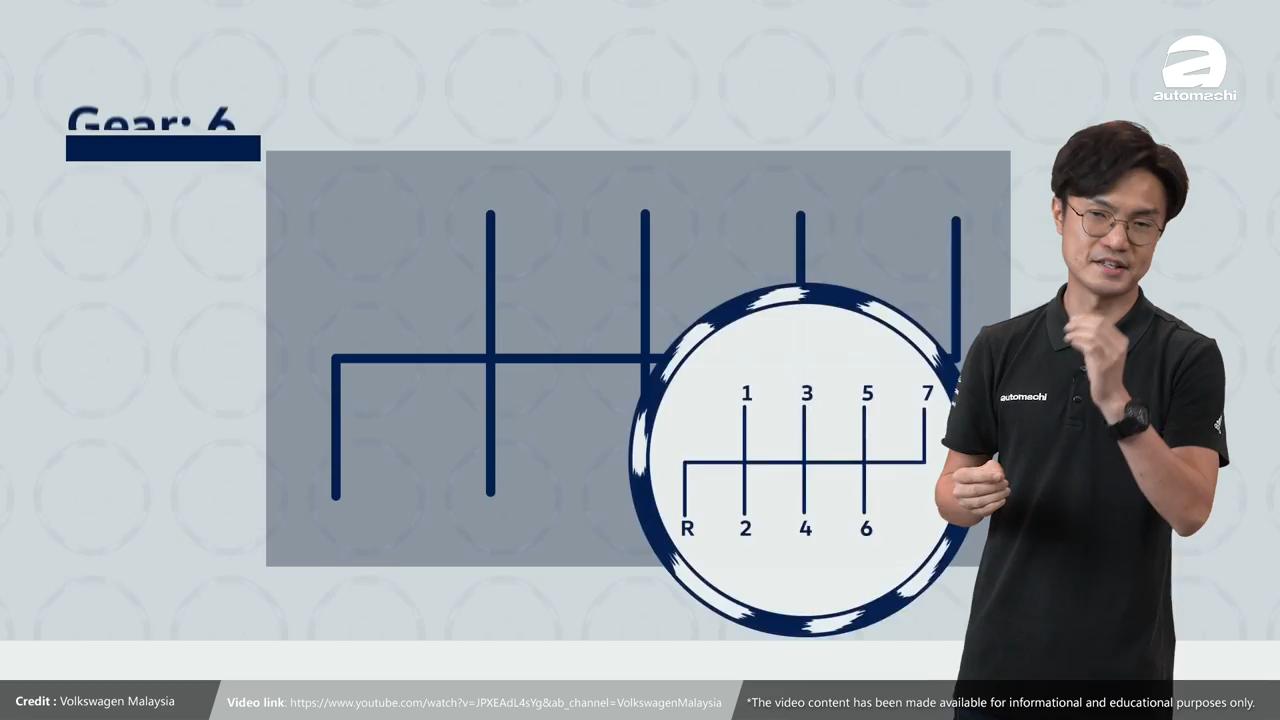 automachi
Gear: 6
1 3 5 7
R 2 4 6
automachi
Credit : Volkswagen Malaysia
Video link: https://www.youtube.com/watch?v=JPXEAdL4sYg&ab_channel=VolkswagenMalaysia
*The video content has been made available for informational and educational purposes only.